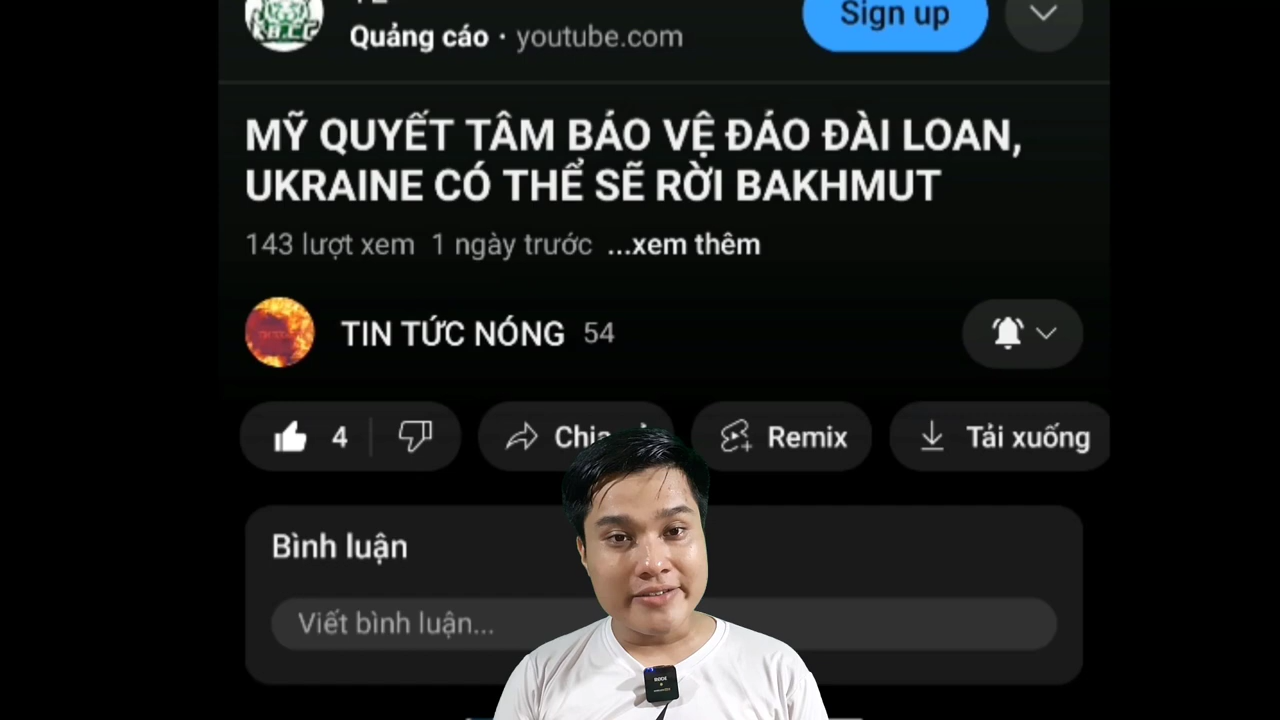 Sign up
Quảng cáo · youtube.com
MỸ QUYẾT TÂM BẢO VỆ ĐẢO ĐÀI LOAN,
UKRAINE CÓ THỂ SẼ RỜI BAKHMUT
143 lượt xem 1 ngày trước ...xem thêm
TIN TỨC NÓNG 54
4 Remix Tải xuống
Bình luận
Viết bình luận...
RODE